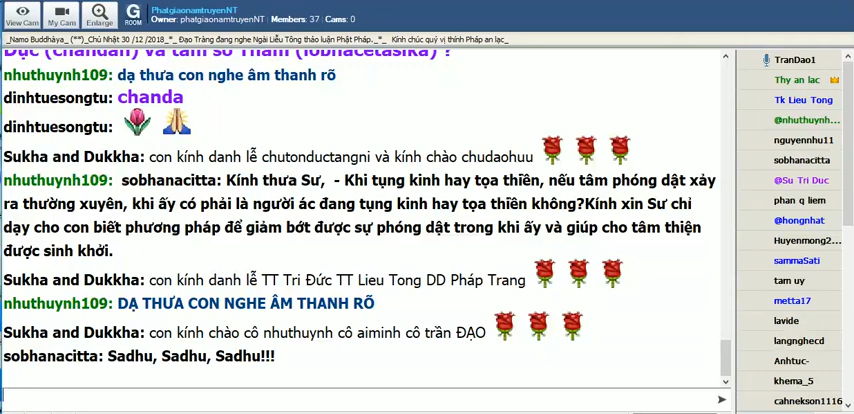 View Cam
My Cam
Enlarge
G
ROOM
PhatgiaonamtruyenNT
Owner: phatgiaonamtruyenNT | Members: 37 | Cams: 0
_Namo Buddhàya_ (**)_Chủ Nhật 30 /12 /2018_*_ Đạo Tràng đang nghe Ngài Liễu Tông thảo luận Phật Pháp._*_ Kính chúc quý vị thính Pháp an lạc_
Dục (chandan) và tâm sở Tham (lobhacetasika) ?
nhuthuynh109: dạ thưa con nghe âm thanh rõ
dinhtuesongtu: chanda
dinhtuesongtu:
Sukha and Dukkha: con kính danh lễ chutonductangni và kính chào chudaohuu
nhuthuynh109: sobhanacitta: Kính thưa Sư, - Khi tụng kinh hay tọa thiền, nếu tâm phóng dật xảy
ra thường xuyên, khi ấy có phải là người ác đang tụng kinh hay tọa thiền không?Kính xin Sư chỉ
dạy cho con biết phương pháp để giảm bớt được sự phóng dật trong khi ấy và giúp cho tâm thiện
được sinh khởi.
Sukha and Dukkha: con kính danh lễ TT Tri Đức TT Lieu Tong DD Pháp Trang
nhuthuynh109: DẠ THƯA CON NGHE ÂM THANH RÕ
Sukha and Dukkha: con kính chào cô nhuthuynh cô aiminh cô trần ĐẠO
sobhanacitta: Sadhu, Sadhu, Sadhu!!!
TranDao1
Thy an lac
Tk Lieu Tong
@nhuthuynh...
nguyennhu11
sobhanacitta
@Su Tri Duc
phan q liem
@hongnhat
Huyenmong2...
sammaSati
tam uy
metta17
lavide
langnghecd
Anhtuc-
khema_5
cahnekson1116